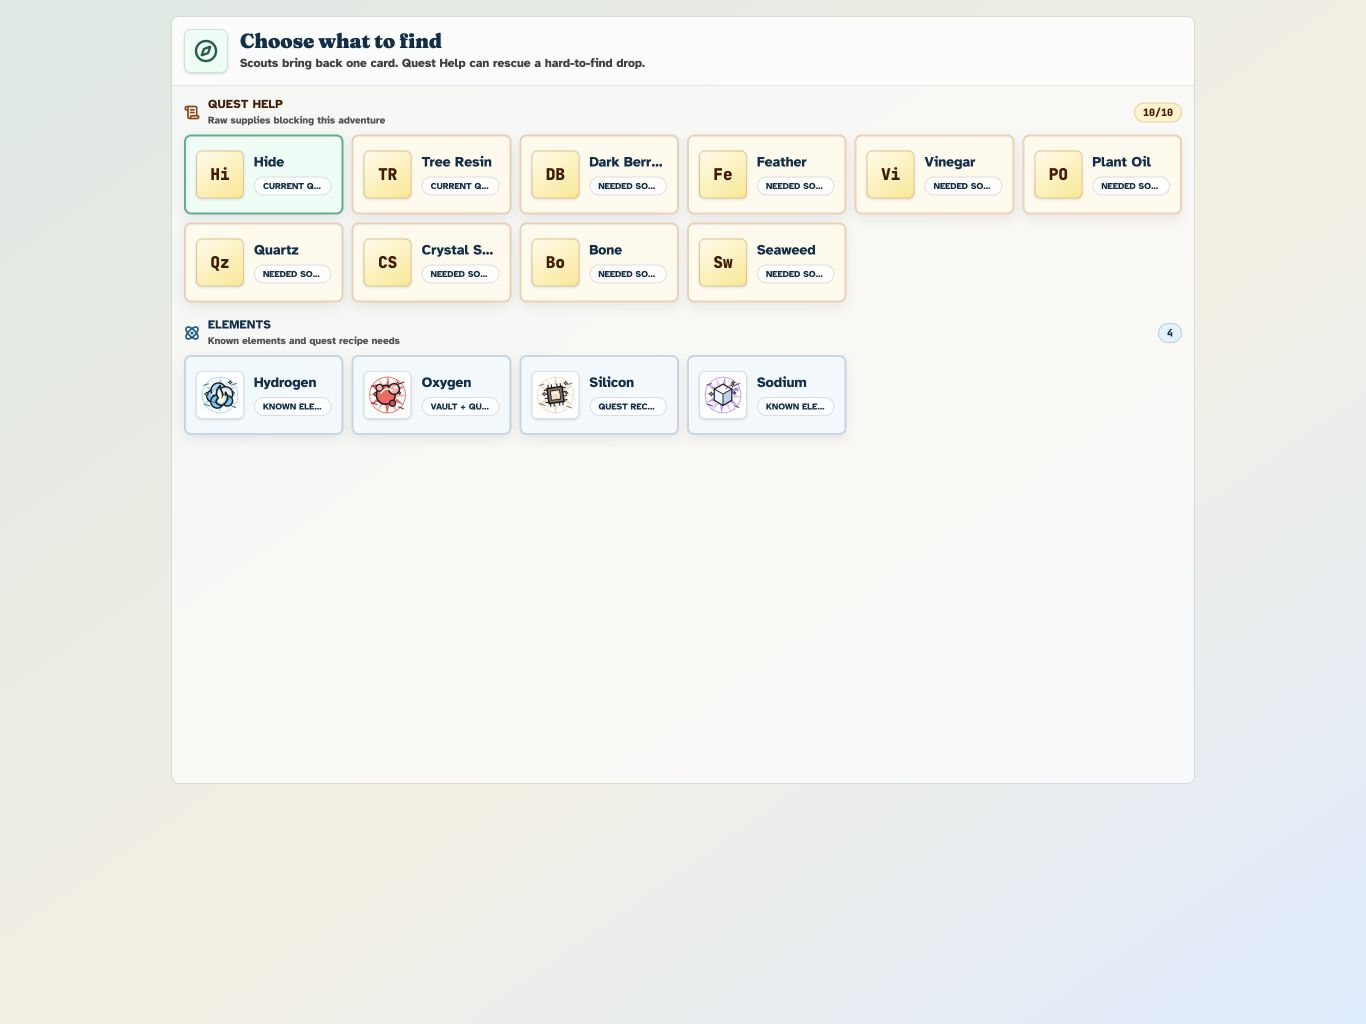 Choose what to find
Scouts bring back one card. Quest Help can rescue a hard-to-find drop.
QUEST HELP
Raw supplies blocking this adventure
10/10
Hi
Hide
CURRENT Q...
TR
Tree Resin
CURRENT Q...
DB
Dark Berr...
NEEDED SO...
Fe
Feather
NEEDED SO...
Vi
Vinegar
NEEDED SO...
PO
Plant Oil
NEEDED SO...
Qz
Quartz
NEEDED SO...
CS
Crystal S...
NEEDED SO...
Bo
Bone
NEEDED SO...
Sw
Seaweed
NEEDED SO...
ELEMENTS
Known elements and quest recipe needs
4
Hydrogen
KNOWN ELE...
Oxygen
VAULT + QU...
Silicon
QUEST REC...
Sodium
KNOWN ELE...